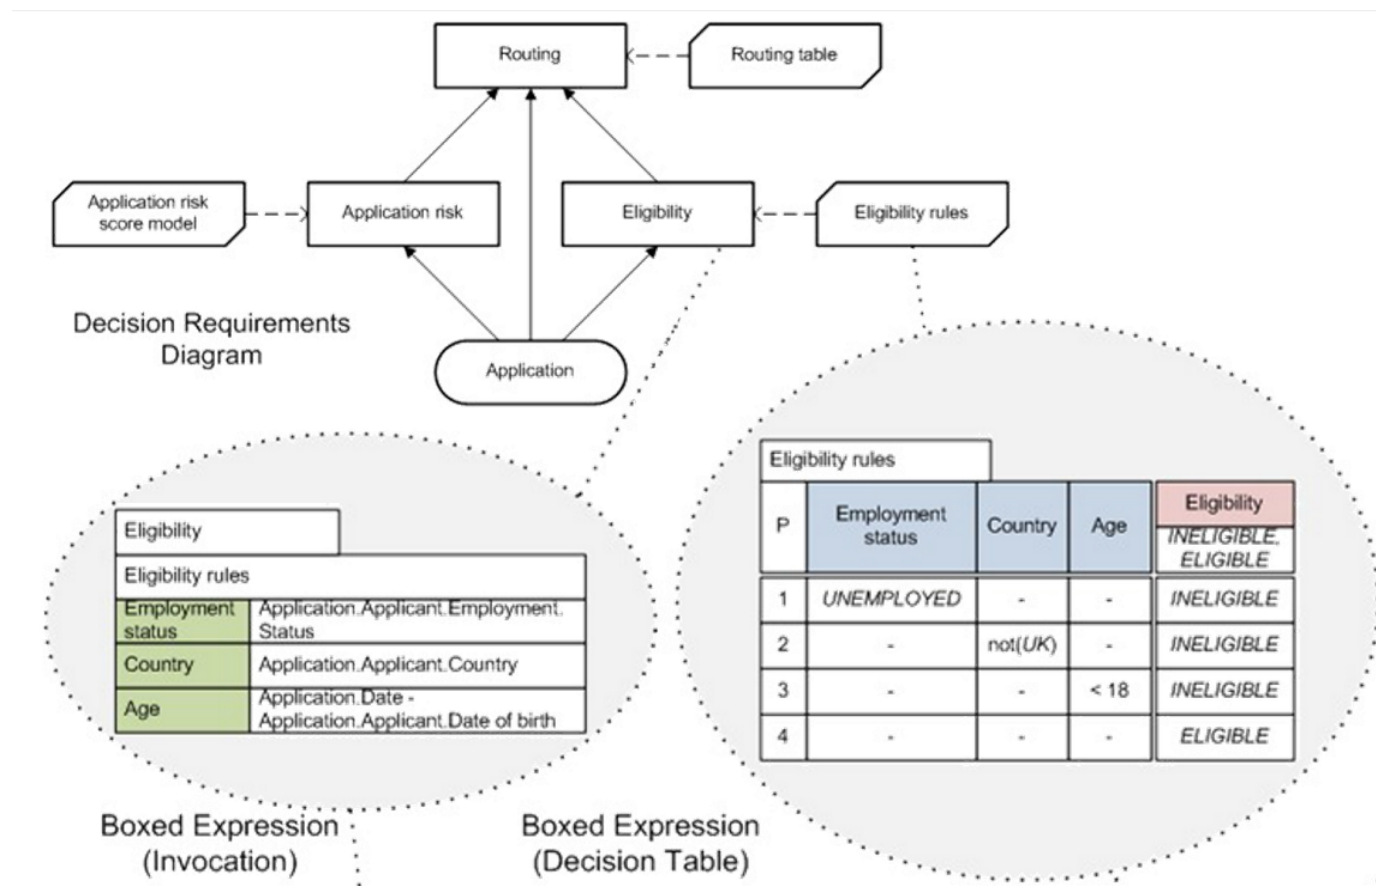 Routing
Routing table
Application risk
score model
Application risk
Eligibility
Eligibility rules
Decision Requirements
Diagram
Application
Eligibility
Eligibility rules
Employment
status
Application.Applicant.Employment.
Status
Country
Application.Applicant.Country
Age
Application.Date -
Application.Applicant.Date of birth
Boxed Expression
(Invocation)
Eligibility rules
P
Employment
status
Country
Age
Eligibility
INELIGIBLE,
ELIGIBLE
1 UNEMPLOYED - - INELIGIBLE
2 - not(UK) - INELIGIBLE
3 - - < 18 INELIGIBLE
4 - - - ELIGIBLE
Boxed Expression
(Decision Table)